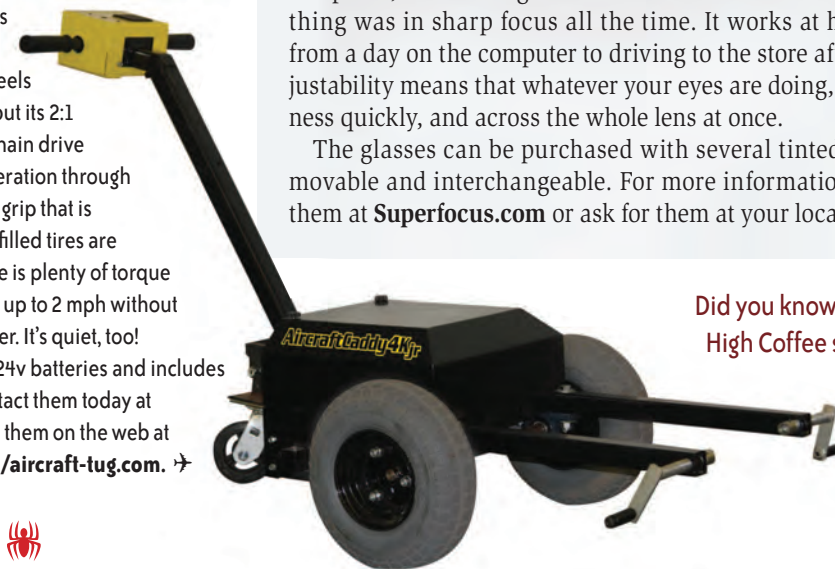 s
eels
out its 2:1
hain drive
eration through
grip that is
filled tires are
e is plenty of torque
up to 2 mph without
er. It's quiet, too!
24v batteries and includes
tact them today at
them on the web at
/aircraft-tug.com.
thing was in sharp focus all the time. It works at h
from a day on the computer to driving to the store af
justability means that whatever your eyes are doing,
ness quickly, and across the whole lens at once.
The glasses can be purchased with several tinted
movable and interchangeable. For more informatio
them at Superfocus.com or ask for them at your loca
AircraftCaddy4Kjr
Did you know
High Coffee s